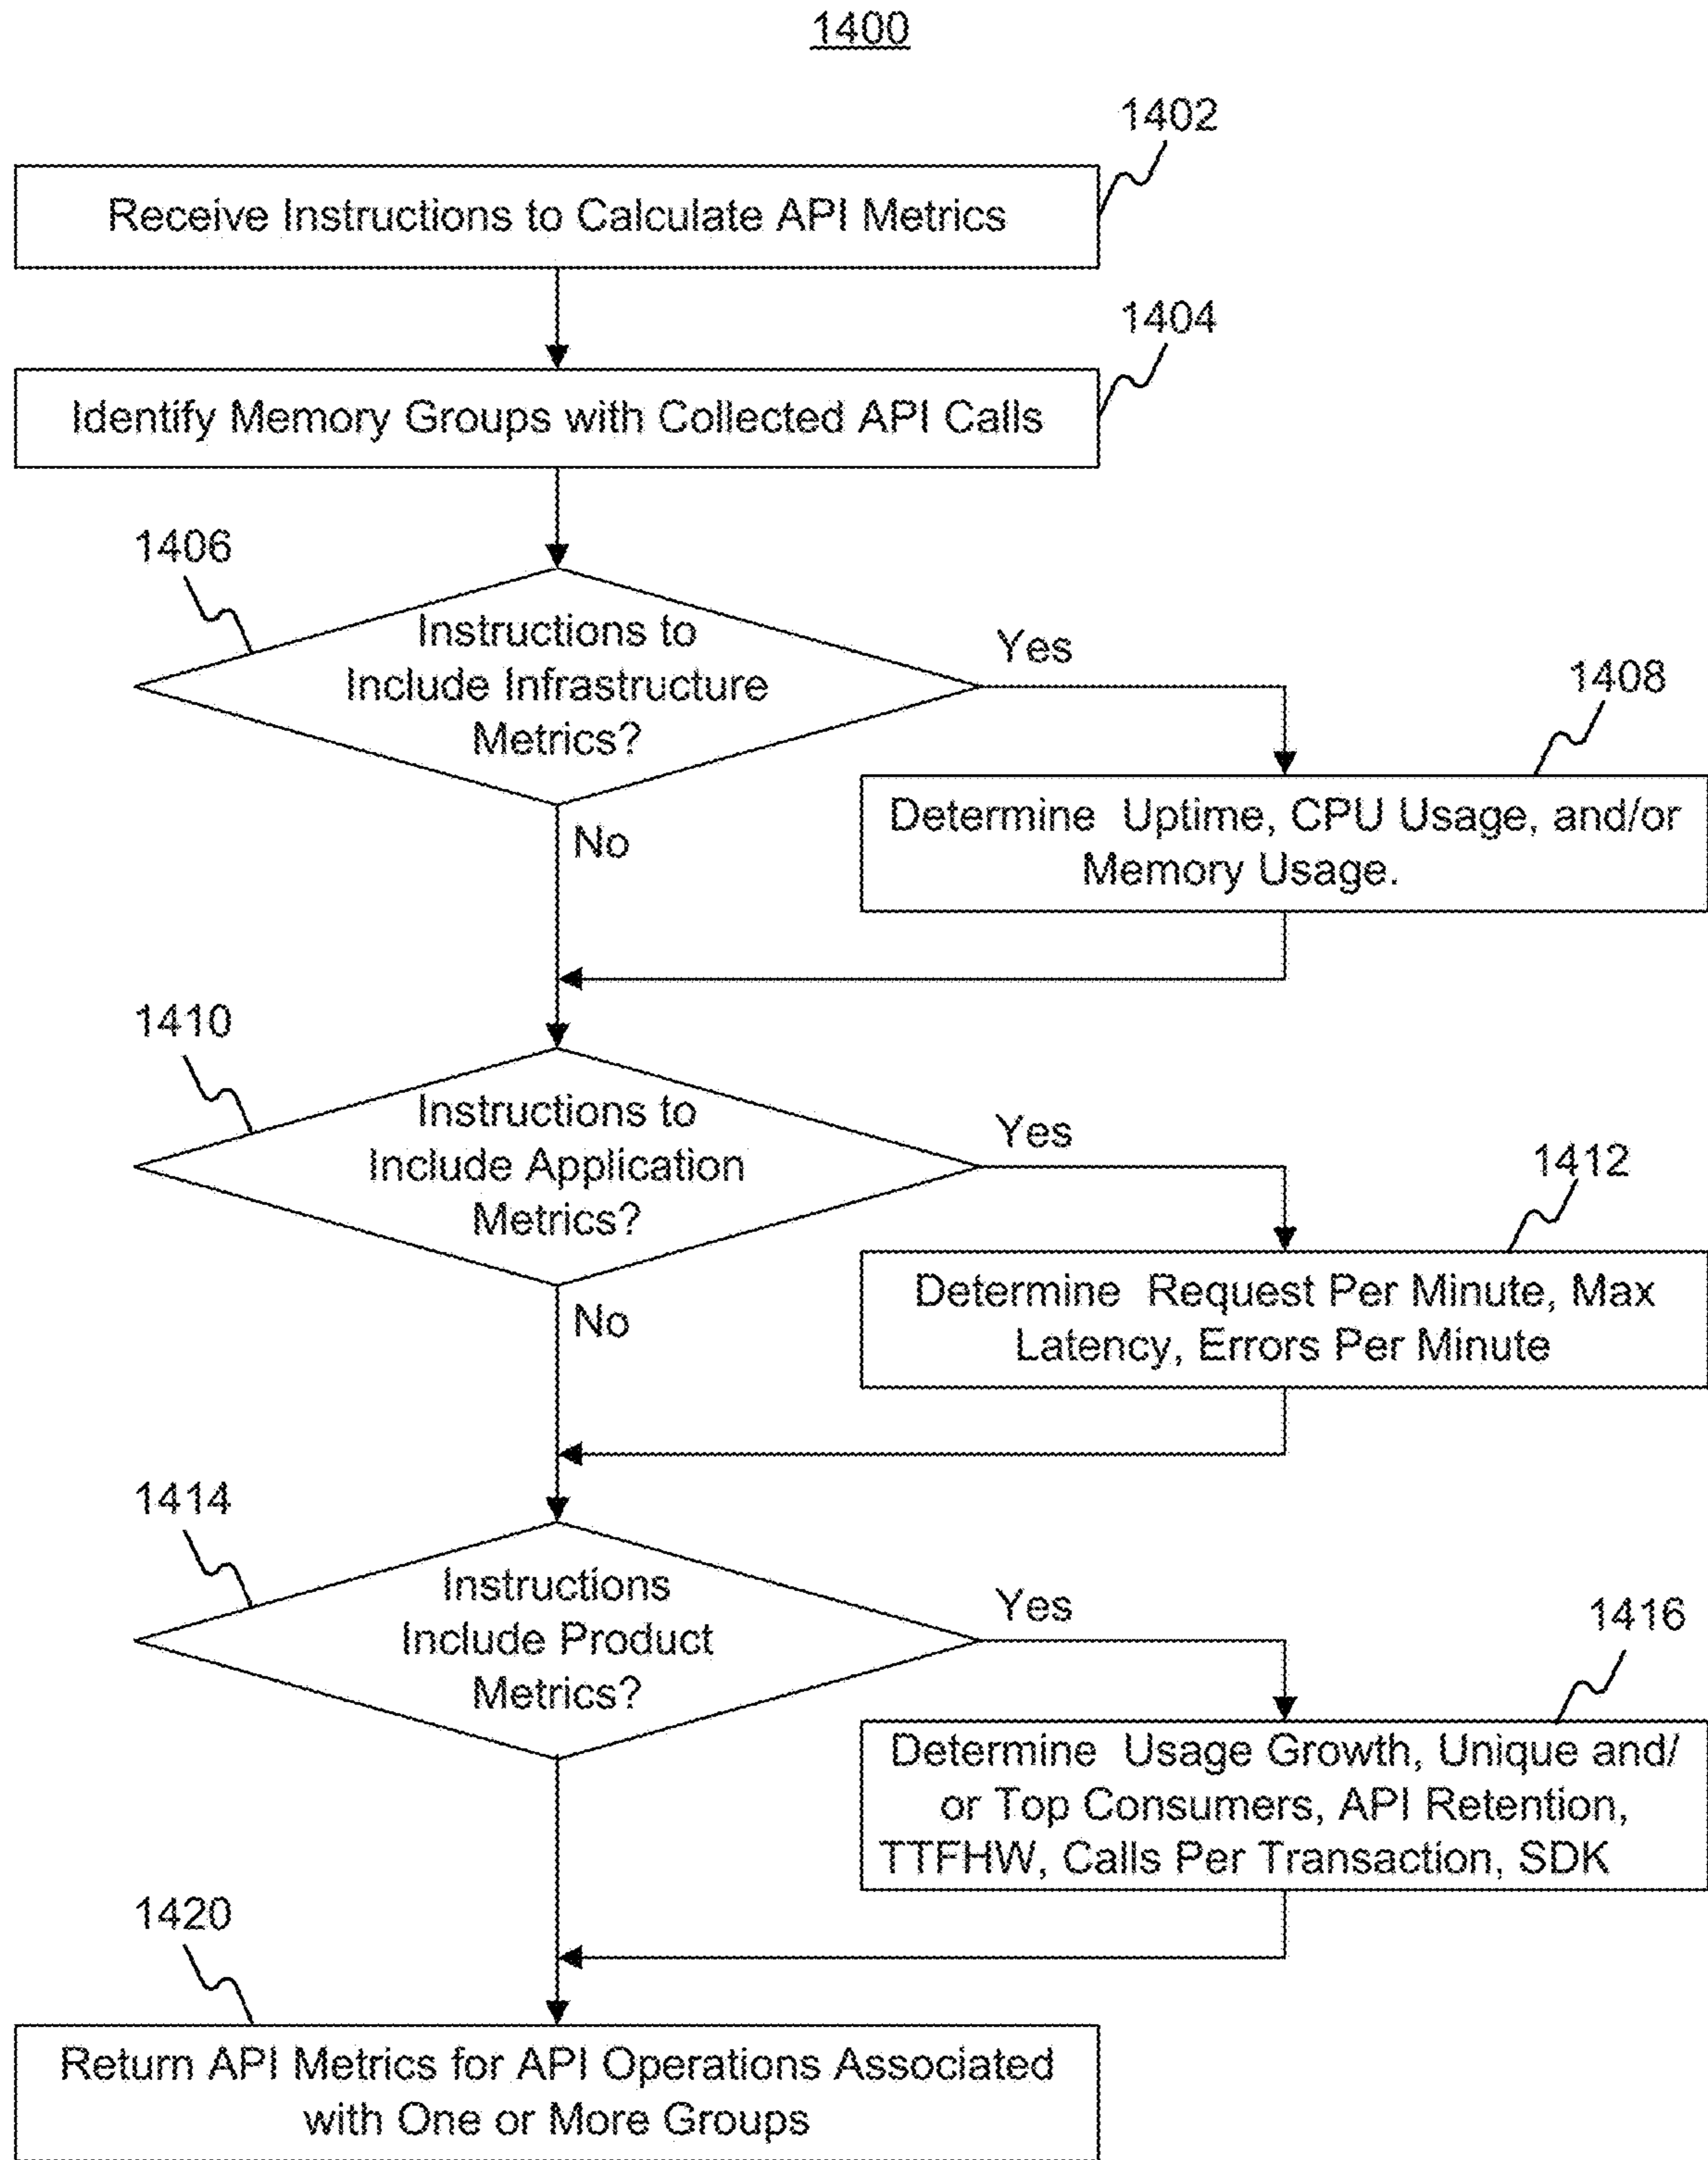 1400
1402
Receive Instructions to Calculate API Metrics
1404
Identify Memory Groups with Collected API Calls
1406
Instructions to
Include Infrastructure
Metrics?
Yes
1408
Determine Uptime, CPU Usage, and/or
Memory Usage.
No
1410
Instructions to
Include Application
Metrics?
Yes
1412
Determine Request Per Minute, Max
Latency, Errors Per Minute
No
1414
Instructions
Include Product
Metrics?
Yes
1416
Determine Usage Growth, Unique and/
or Top Consumers, API Retention,
TTFHW, Calls Per Transaction, SDK
1420
Return API Metrics for API Operations Associated
with One or More Groups